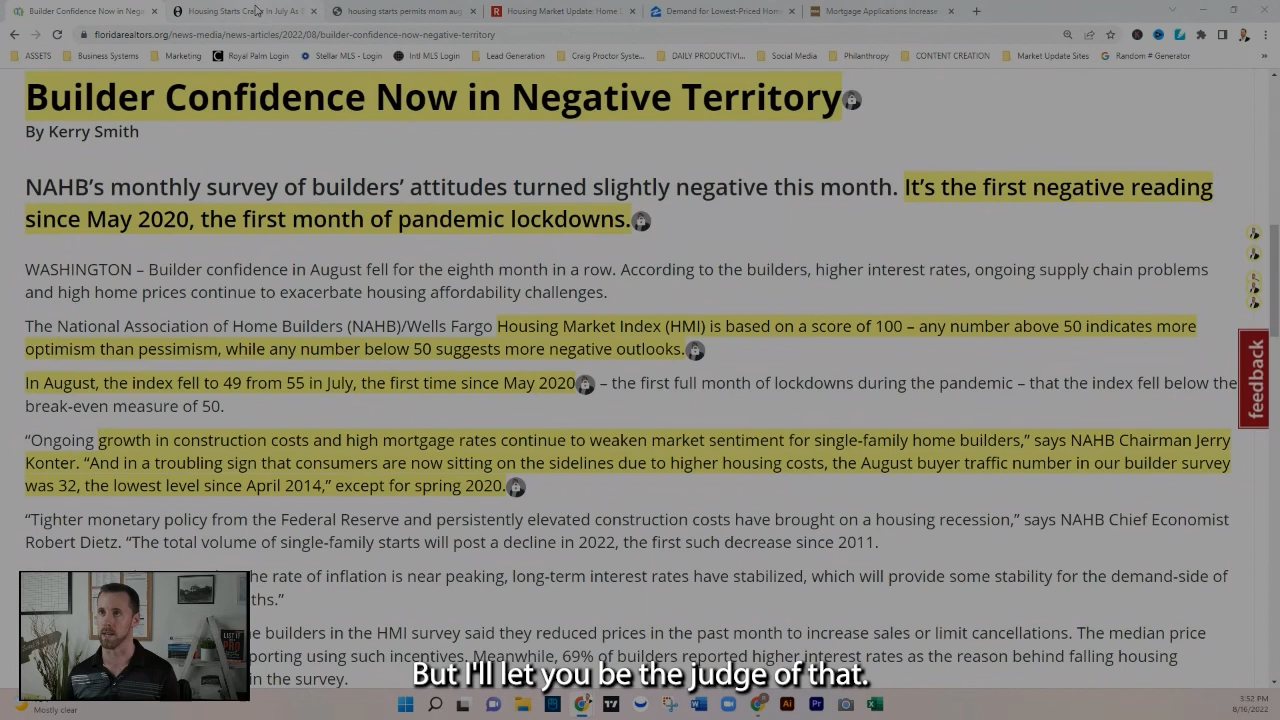 Builder Confidence Now in Nega
Housing Starts Cra
In July As
housing starts permits mom aug
Housing Market Update: Home
Demand for Lowest-Priced Hom
Mortgage Applications Increase
floridarealtors.org/news-media/news-articles/2022/08/builder-confidence-now-negative-territory
ASSETS
Business Systems
Marketing
Royal Palm Login
Stellar MLS - Login
Intl MLS Login
Lead Generation
Craig Proctor Syste...
DAILY PRODUCTIVI...
Social Media
Philanthropy
CONTENT CREATION
Market Update Sites
Random # Generator
Builder Confidence Now in Negative Territory
By Kerry Smith
NAHB’s monthly survey of builders’ attitudes turned slightly negative this month. It’s the first negative reading
since May 2020, the first month of pandemic lockdowns.
WASHINGTON – Builder confidence in August fell for the eighth month in a row. According to the builders, higher interest rates, ongoing supply chain problems
and high home prices continue to exacerbate housing affordability challenges.
The National Association of Home Builders (NAHB)/Wells Fargo Housing Market Index (HMI) is based on a score of 100 – any number above 50 indicates more
optimism than pessimism, while any number below 50 suggests more negative outlooks.
In August, the index fell to 49 from 55 in July, the first time since May 2020 – the first full month of lockdowns during the pandemic – that the index fell below the
break-even measure of 50.
“Ongoing growth in construction costs and high mortgage rates continue to weaken market sentiment for single-family home builders,” says NAHB Chairman Jerry
Konter. “And in a troubling sign that consumers are now sitting on the sidelines due to higher housing costs, the August buyer traffic number in our builder survey
was 32, the lowest level since April 2014,” except for spring 2020.
“Tighter monetary policy from the Federal Reserve and persistently elevated construction costs have brought on a housing recession,” says NAHB Chief Economist
Robert Dietz. “The total volume of single-family starts will post a decline in 2022, the first such decrease since 2011.
the rate of inflation is near peaking, long-term interest rates have stabilized, which will provide some stability for the demand-side of
ths.”
e builders in the HMI survey said they reduced prices in the past month to increase sales or limit cancellations. The median price
porting using such incentives. Meanwhile, 69% of builders reported higher interest rates as the reason behind falling housing
in the survey.
feedback
LIST IT
PRO
But I'll let you be the judge of that.
Mostly clear
3:52 PM
8/16/2022